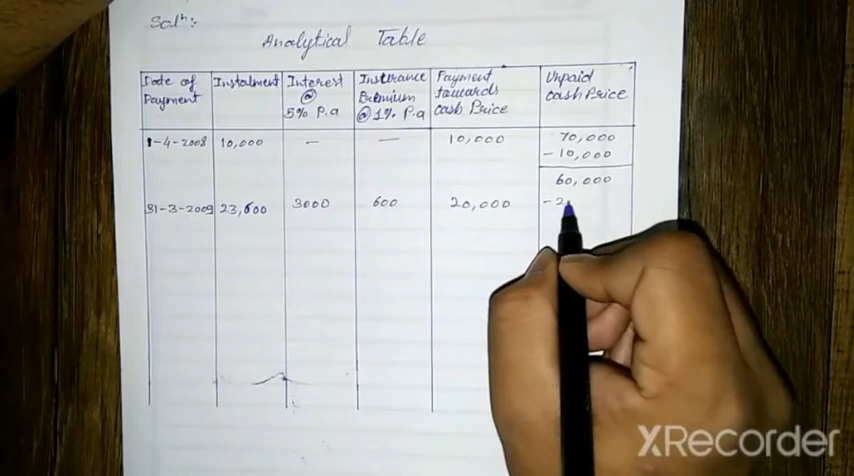 Solⁿ:
Analytical Table
Date of Payment Instalment Interest @ 5% P.a Insurance Premium @ 1% P.a Payment towards cash Price Unpaid cash Price
1-4-2008 10,000 — — 10,000 70,000
- 10,000
60,000
31-3-2009 23,600 3000 600 20,000 - 2
XRecorder